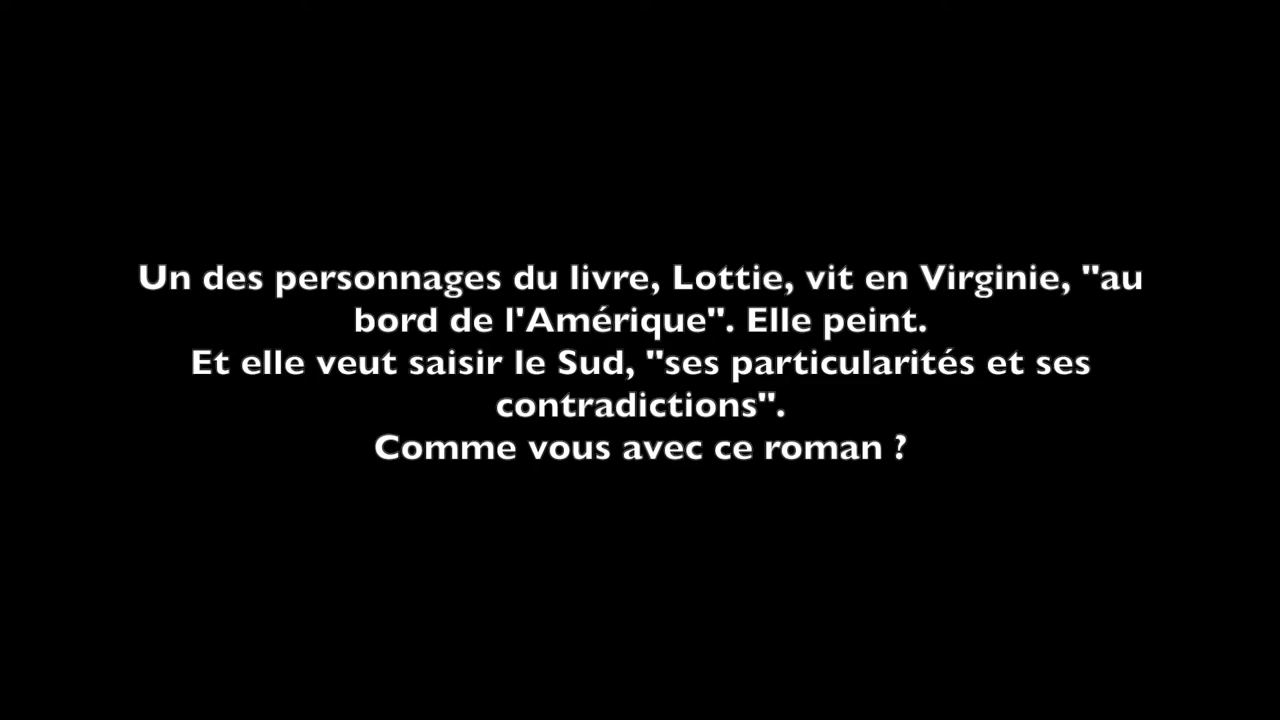 Un des personnages du livre, Lottie, vit en Virginie, "au
bord de l'Amérique". Elle peint.
Et elle veut saisir le Sud, "ses particularités et ses
contradictions".
Comme vous avec ce roman ?